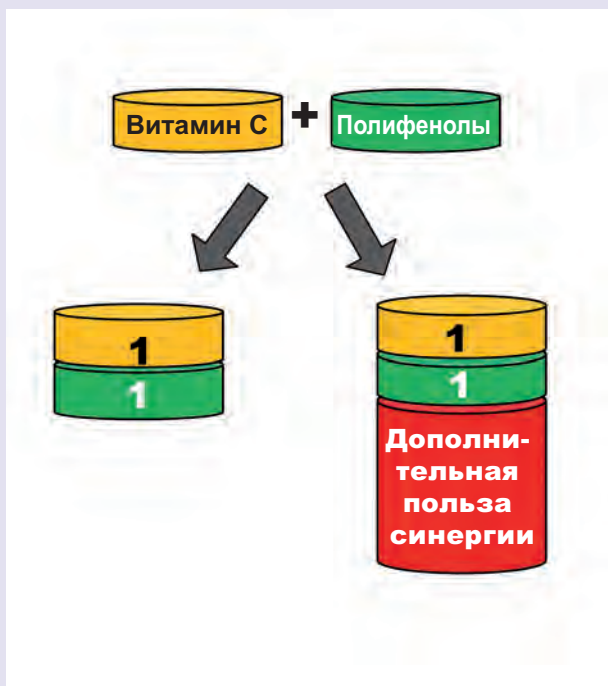 Витамин С + Полифенолы
1
1
1
1
Дополни-
тельная
польза
синергии